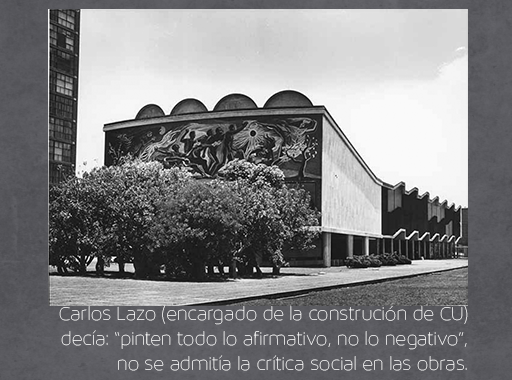 Carlos Lazo (encargado de la construción de CU)
decía: “pinten todo lo afirmativo, no lo negativo”,
no se admitía la crítica social en las obras.